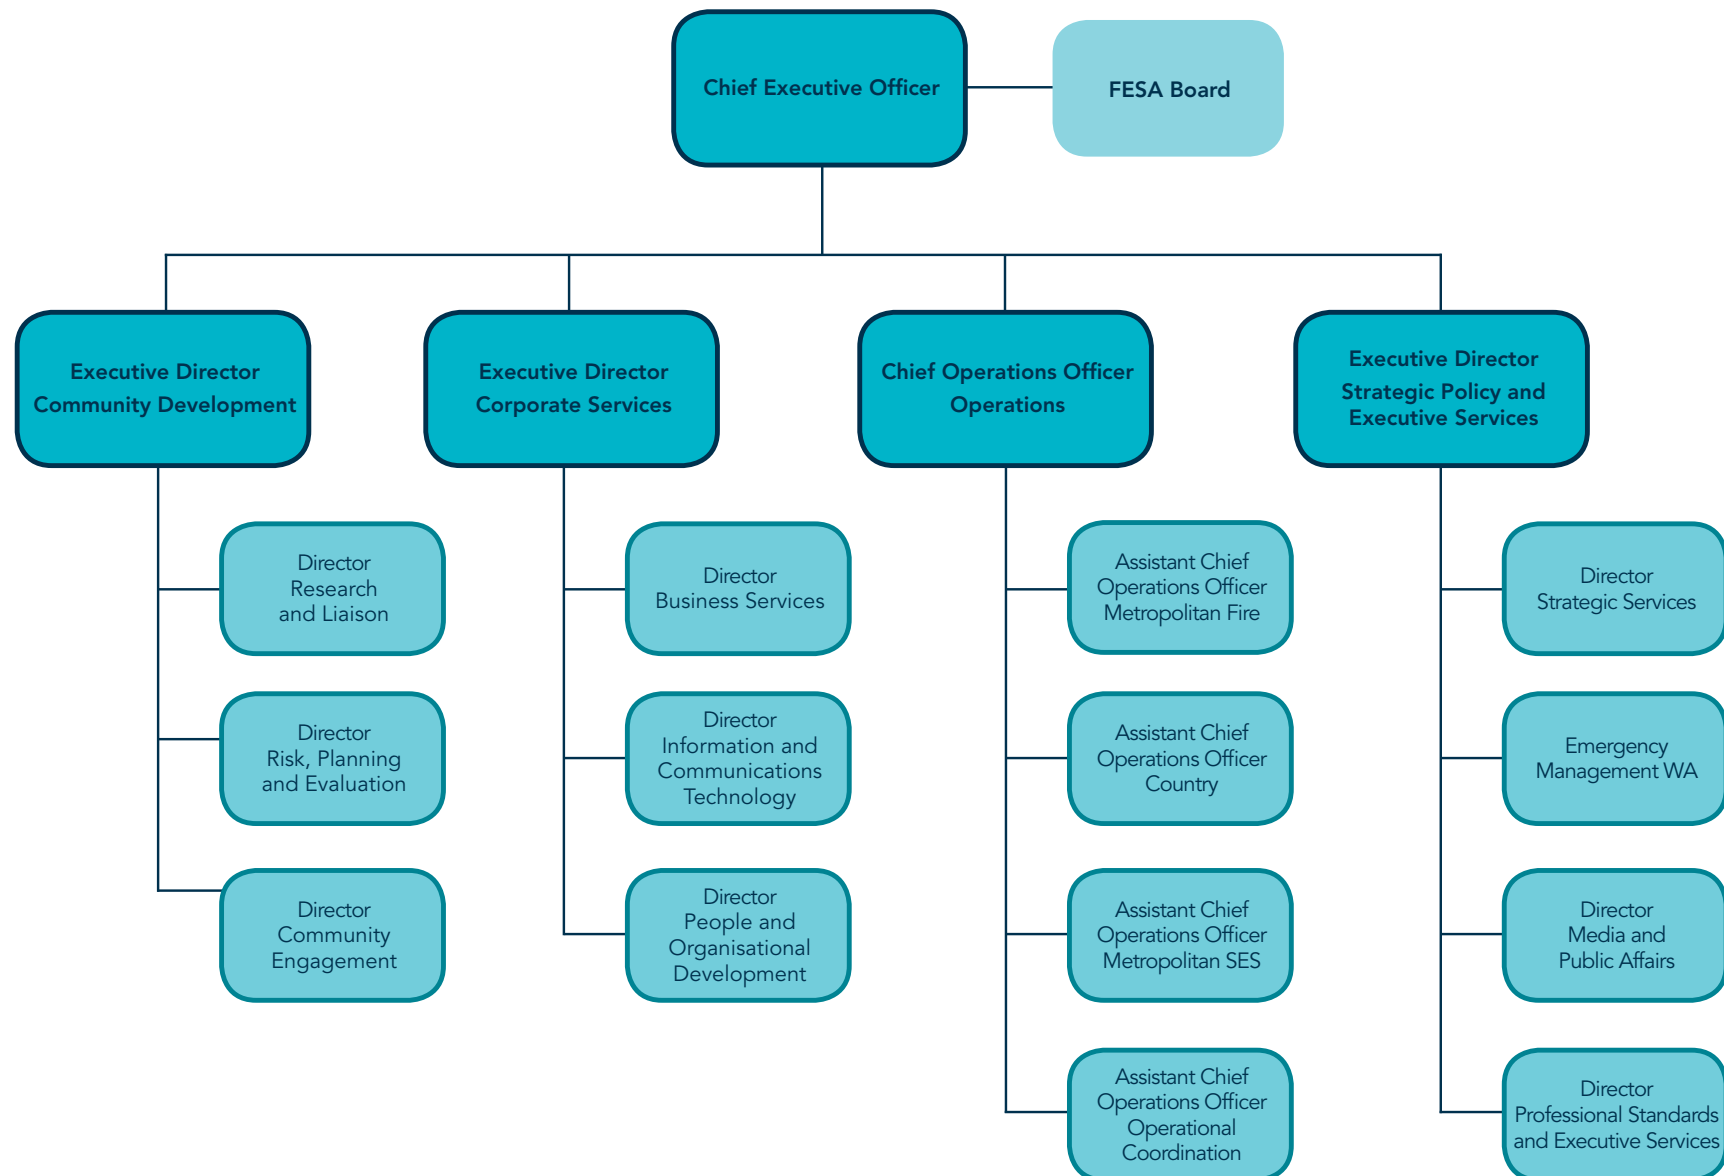 Chief Executive Officer
FESA Board
Executive Director
Community Development
Executive Director
Corporate Services
Chief Operations Officer
Operations
Executive Director
Strategic Policy and
Executive Services
Director
Research
and Liaison
Director
Risk, Planning
and Evaluation
Director
Community
Engagement
Director
Business Services
Director
Information and
Communications
Technology
Director
People and
Organisational
Development
Assistant Chief
Operations Officer
Metropolitan Fire
Assistant Chief
Operations Officer
Country
Assistant Chief
Operations Officer
Metropolitan SES
Assistant Chief
Operations Officer
Operational
Coordination
Director
Strategic Services
Emergency
Management WA
Director
Media and
Public Affairs
Director
Professional Standards
and Executive Services